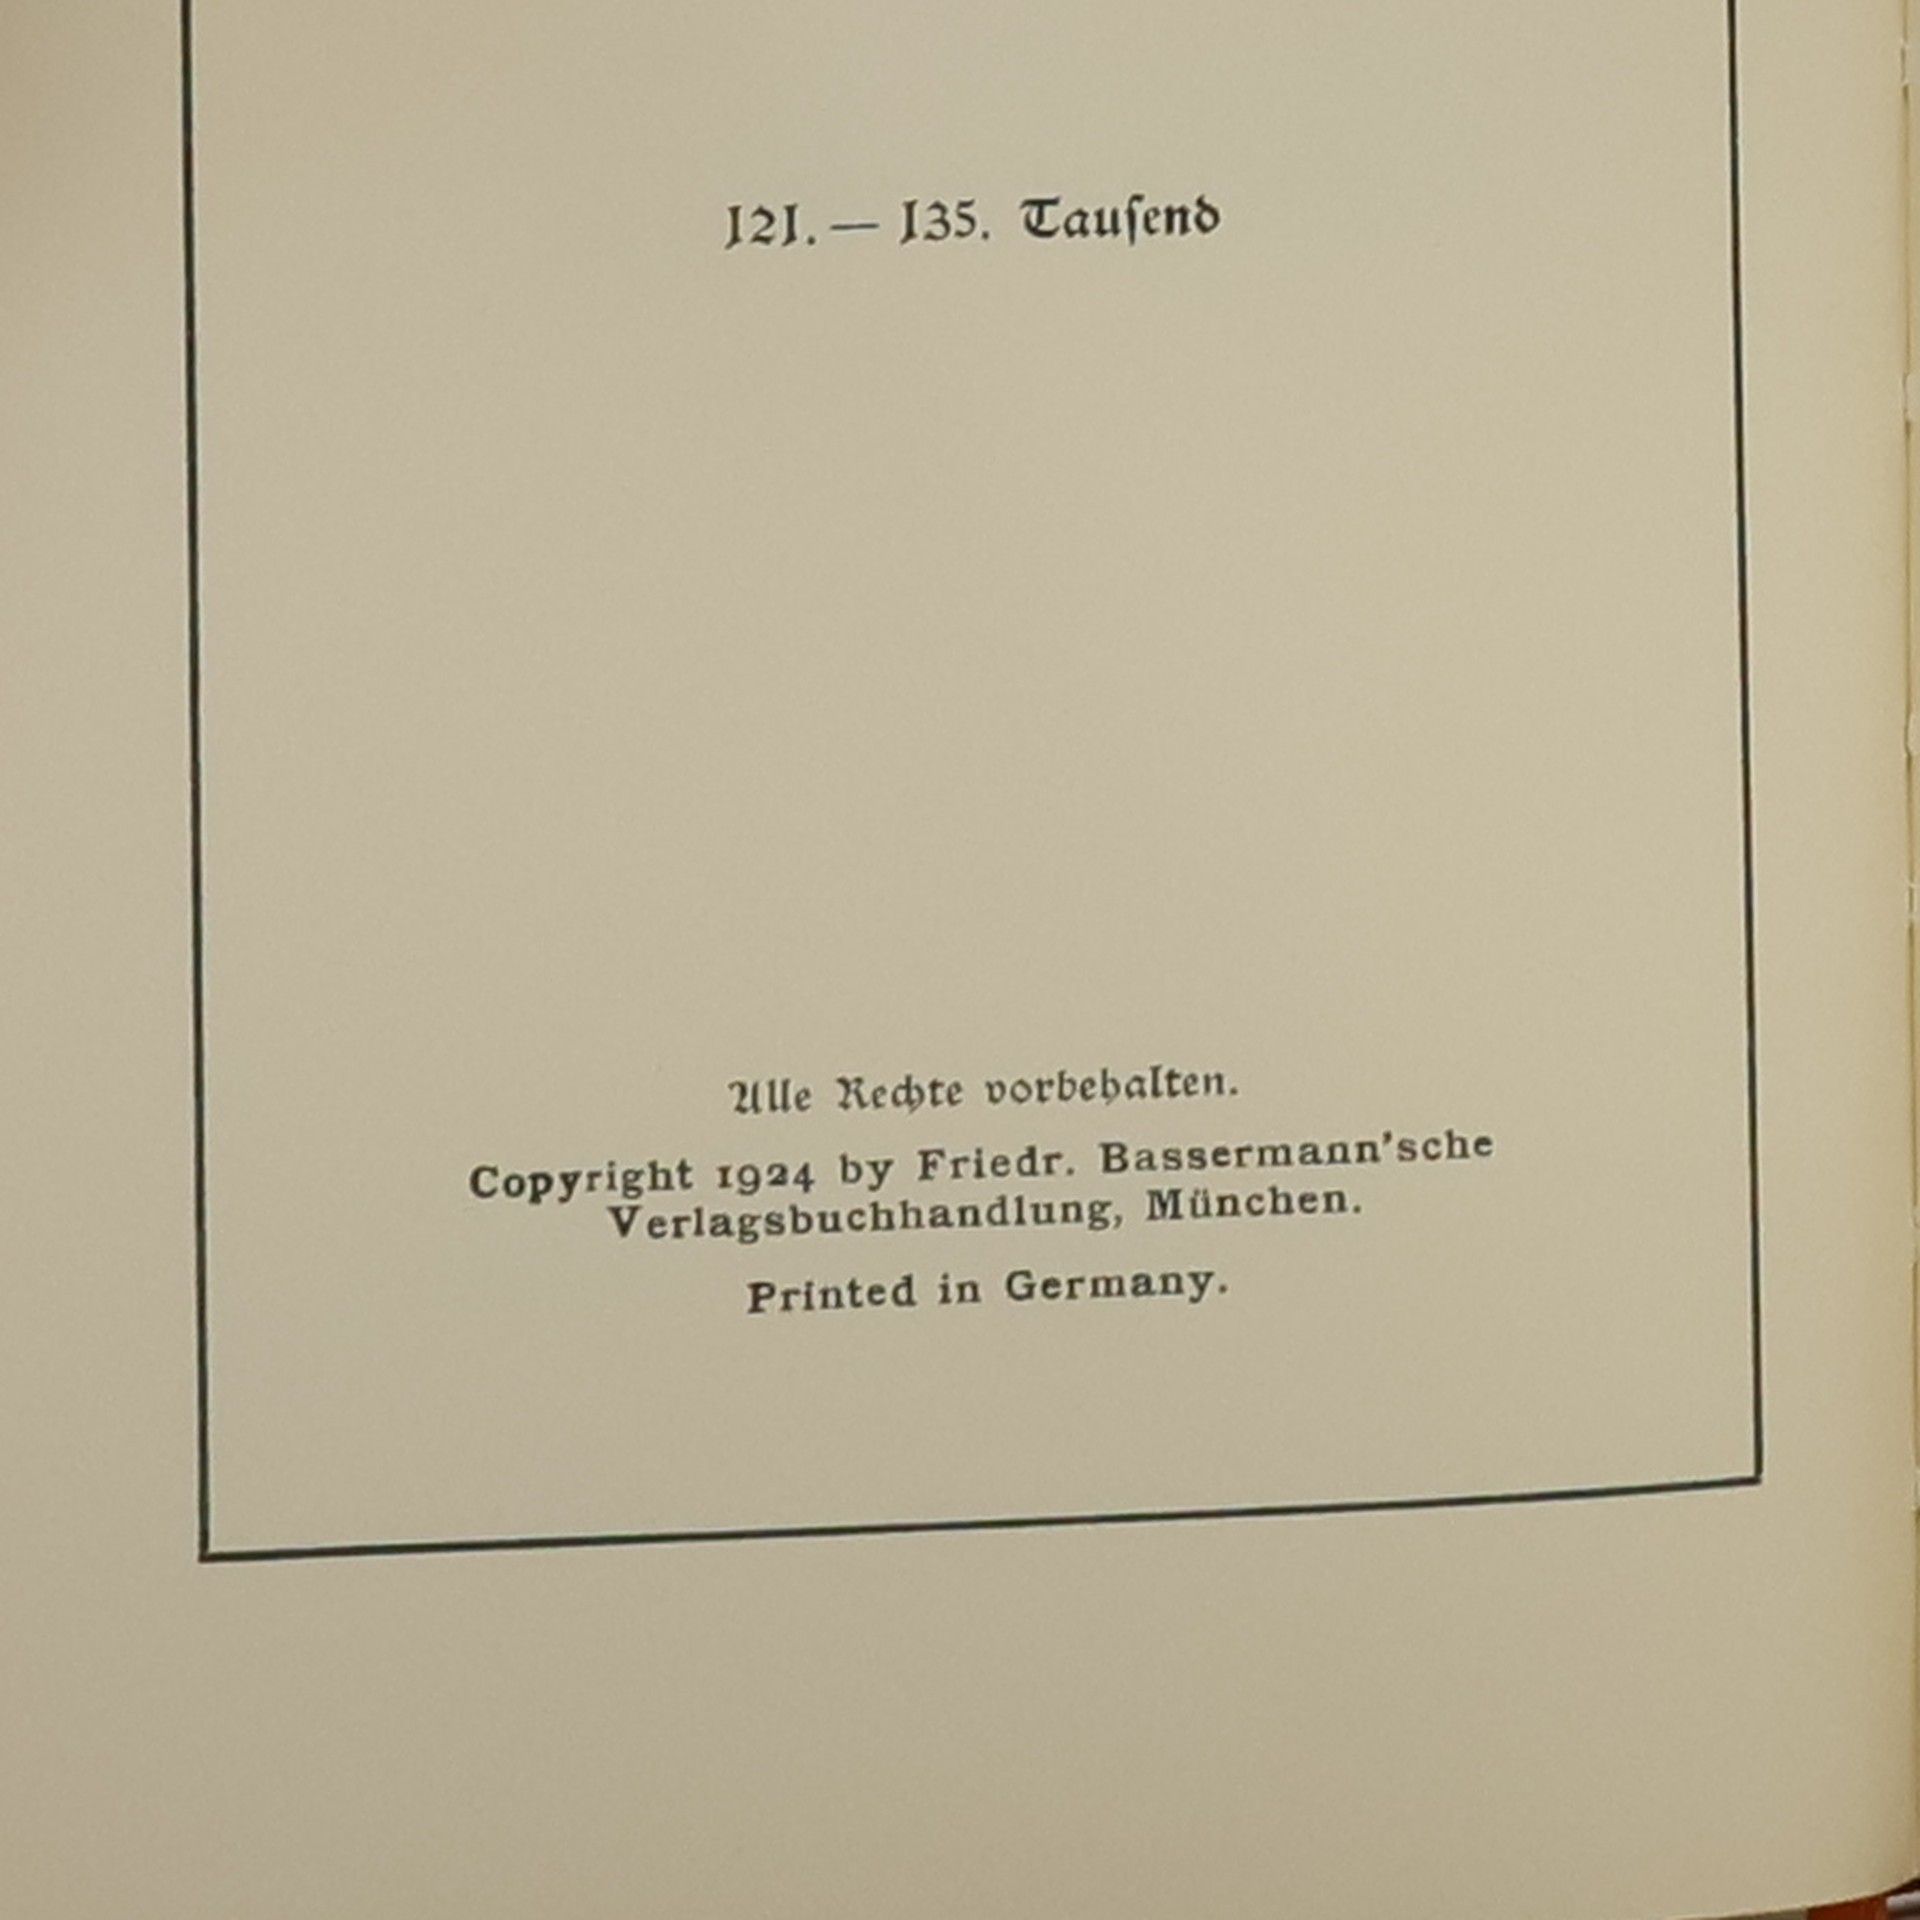 121. — 135. Tauſend
Alle Rechte vorbehalten.
Copyright 1924 by Friedr. Bassermann'sche
Verlagsbuchhandlung, München.
Printed in Germany.